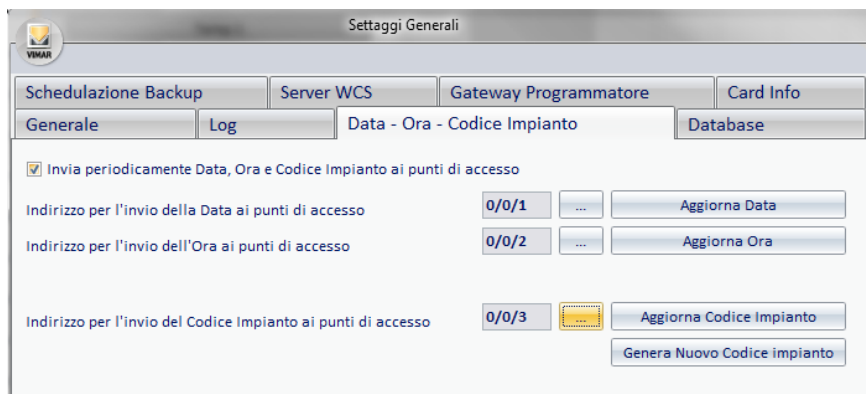 Settaggi Generali
VIMAR
Schedulazione Backup Server WCS Gateway Programmatore Card Info
Generale Log Data - Ora - Codice Impianto Database
Invia periodicamente Data, Ora e Codice Impianto ai punti di accesso
Indirizzo per l'invio della Data ai punti di accesso 0/0/1 ... Aggiorna Data
Indirizzo per l'invio dell'Ora ai punti di accesso 0/0/2 ... Aggiorna Ora
Indirizzo per l'invio del Codice Impianto ai punti di accesso 0/0/3 ... Aggiorna Codice Impianto
Genera Nuovo Codice impianto